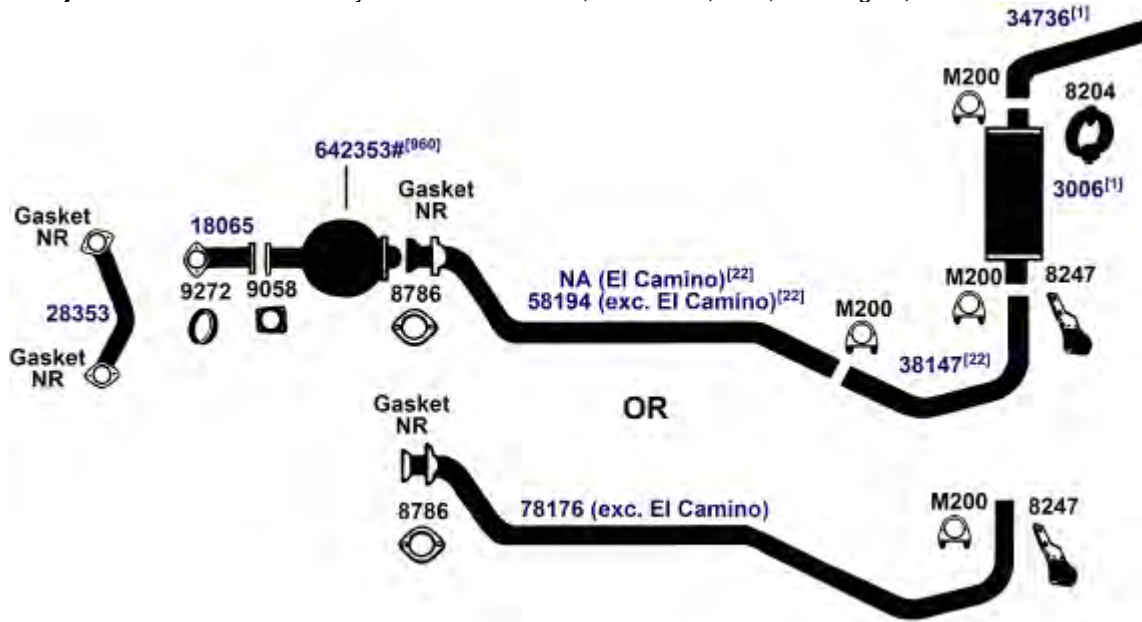 34736[1]
M200
8204
642353#[960]
3006[1]
Gasket
NR
Gasket
NR
18065
9272
9058
8786
28353
Gasket
NR
NA (El Camino)[22]
58194 (exc. El Camino)[22]
M200
M200
8247
38147[22]
OR
Gasket
NR
8786
78176 (exc. El Camino)
M200
8247